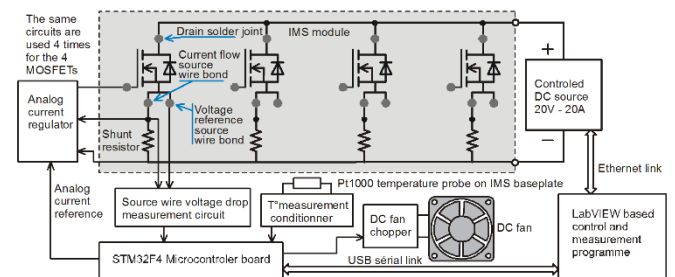 The same
circuits are
used 4 times
for the 4
MOSFETs
Drain solder joint
IMS module
Current flow
source
wire bond
Voltage
reference
source
wire bond
Analog
current
regulator
Shunt
resistor
+
Controled
DC source
20V - 20A
−
Ethernet link
Analog
current
reference
Source wire voltage drop
measurement circuit
Pt1000 temperature probe on IMS baseplate
T°measurement
conditionner
DC fan
chopper
DC fan
LabVIEW based
control and
measurement
programme
STM32F4 Microcontroler board
USB sérial link